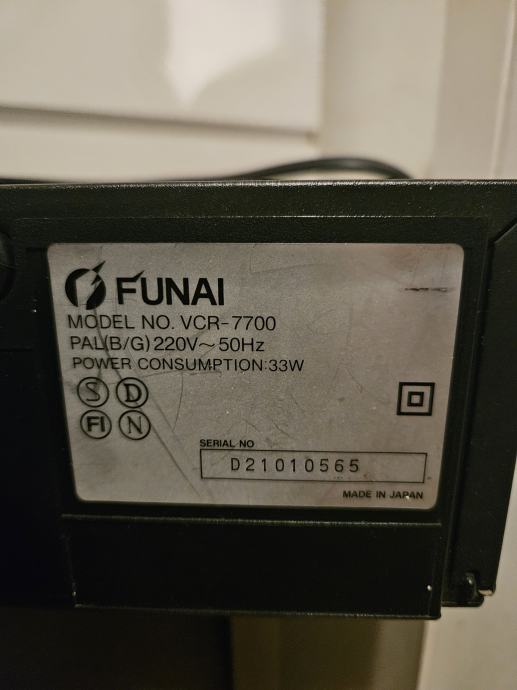 FUNAI
MODEL NO. VCR-7700
PAL(B/G) 220V~50Hz
POWER CONSUMPTION:33W
S D
FI N
SERIAL NO
D21010565
MADE IN JAPAN